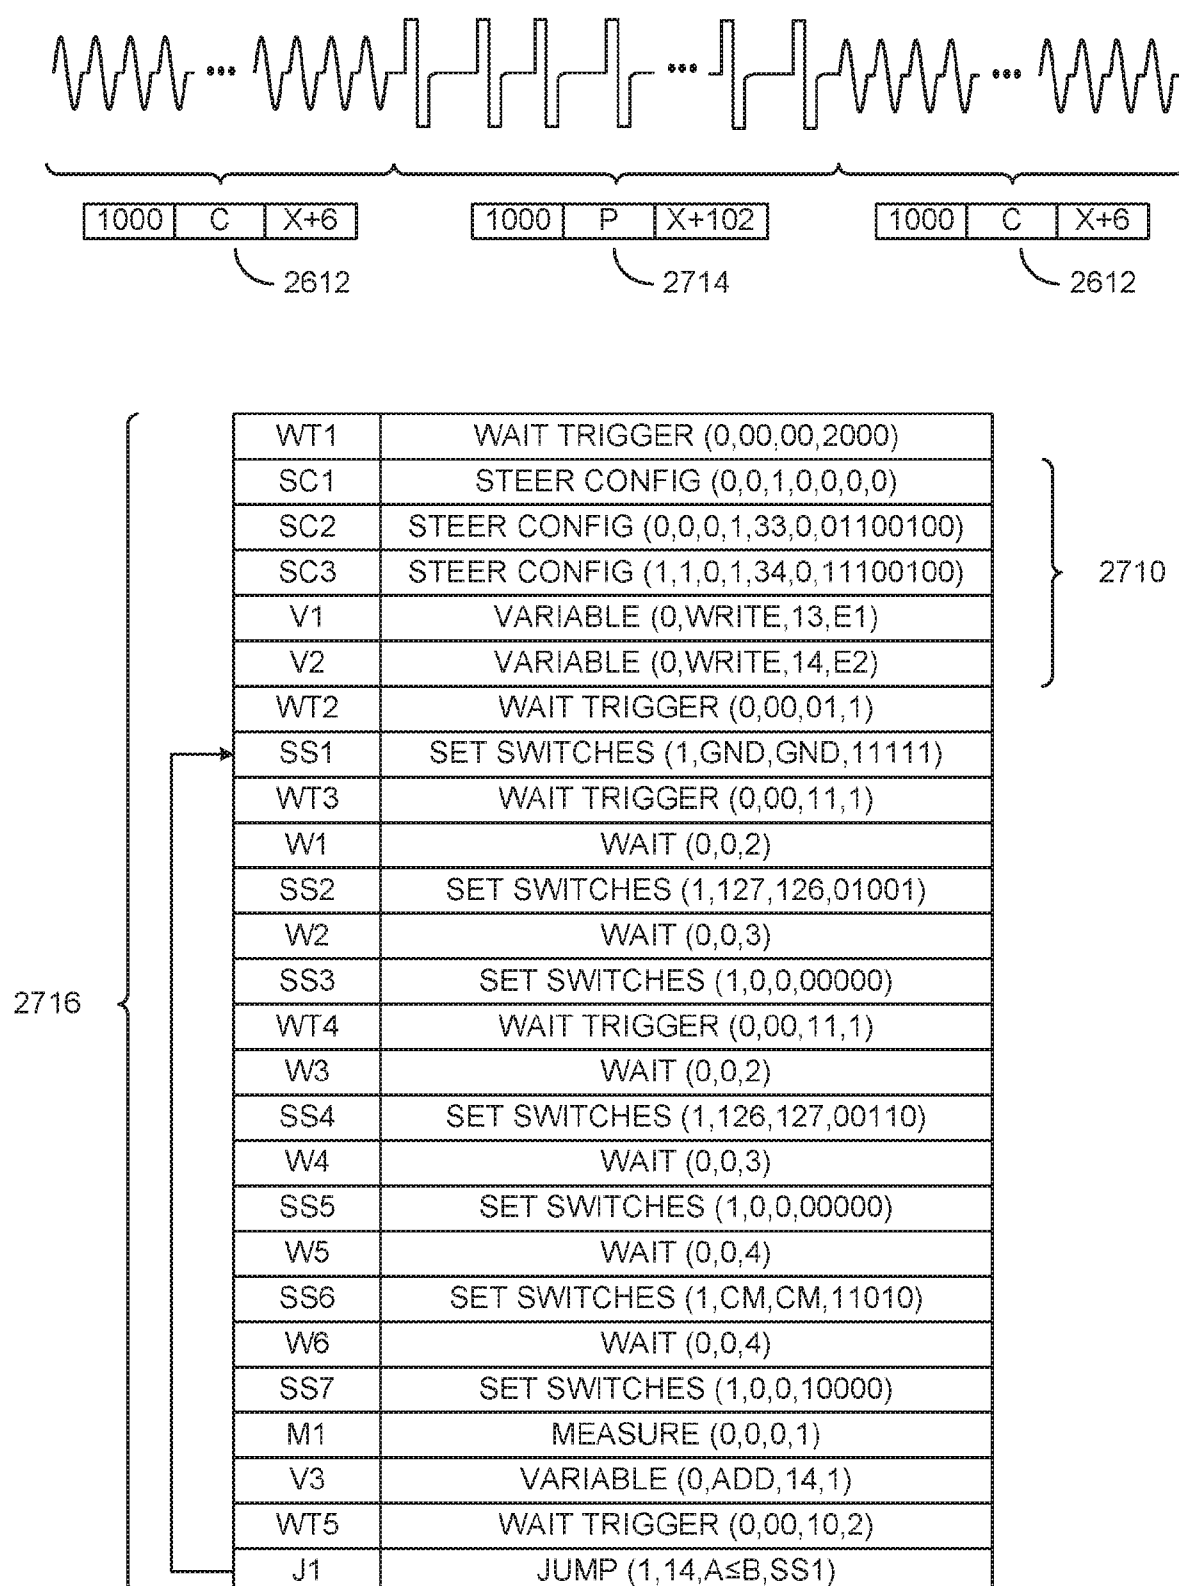 1000 C X+6 1000 P X+102 1000 C X+6
2612 2714 2612
WT1 WAIT TRIGGER (0,00,00,2000)
SC1 STEER CONFIG (0,0,1,0,0,0,0)
SC2 STEER CONFIG (0,0,0,1,33,0,01100100)
SC3 STEER CONFIG (1,1,0,1,34,0,11100100)
2710
V1 VARIABLE (0,WRITE,13,E1)
V2 VARIABLE (0,WRITE,14,E2)
WT2 WAIT TRIGGER (0,00,01,1)
SS1 SET SWITCHES (1,GND,GND,11111)
WT3 WAIT TRIGGER (0,00,11,1)
W1 WAIT (0,0,2)
SS2 SET SWITCHES (1,127,126,01001)
W2 WAIT (0,0,3)
SS3 SET SWITCHES (1,0,0,00000)
2716
WT4 WAIT TRIGGER (0,00,11,1)
W3 WAIT (0,0,2)
SS4 SET SWITCHES (1,126,127,00110)
W4 WAIT (0,0,3)
SS5 SET SWITCHES (1,0,0,00000)
W5 WAIT (0,0,4)
SS6 SET SWITCHES (1,CM,CM,11010)
W6 WAIT (0,0,4)
SS7 SET SWITCHES (1,0,0,10000)
M1 MEASURE (0,0,0,1)
V3 VARIABLE (0,ADD,14,1)
WT5 WAIT TRIGGER (0,00,10,2)
J1 JUMP (1,14,A≤B,SS1)